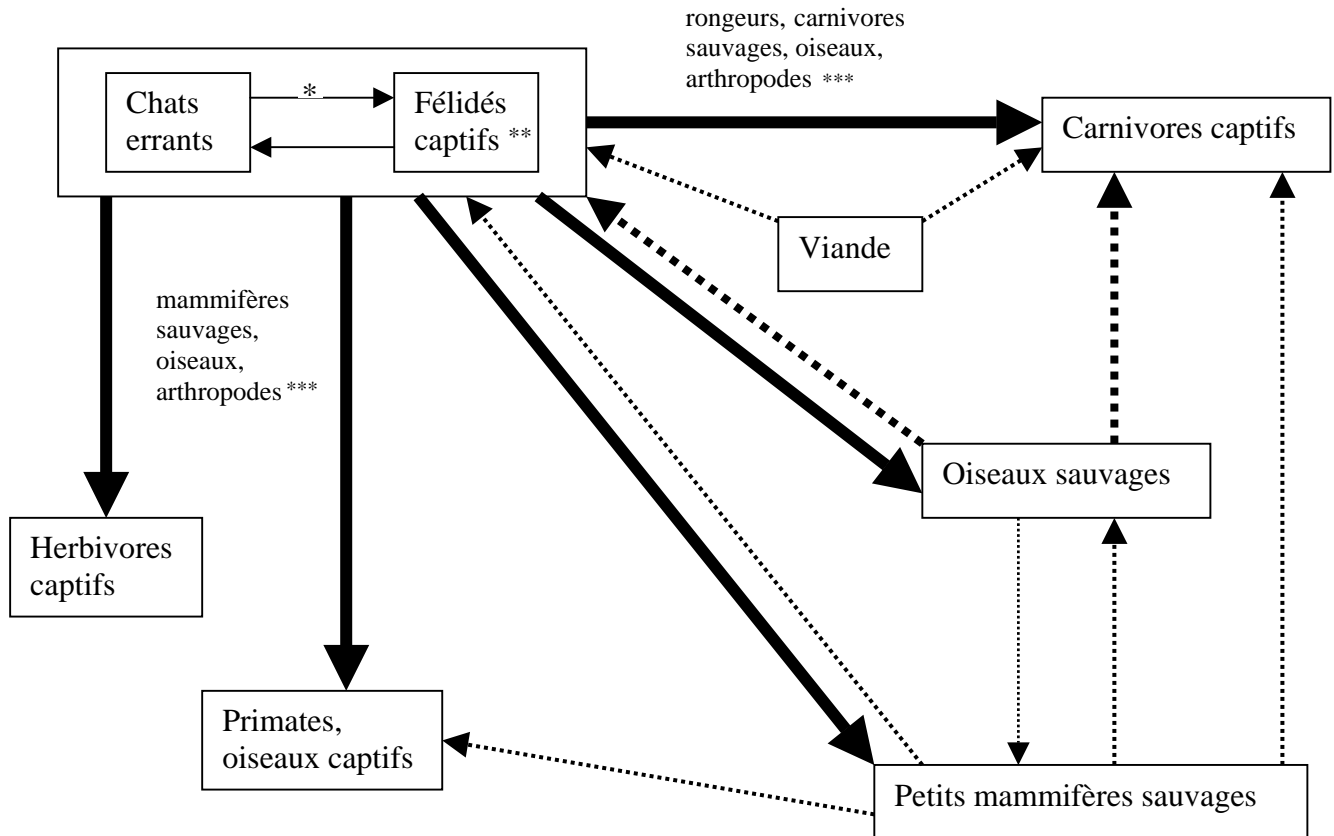 rongeurs, carnivores
sauvages, oiseaux,
arthropodes ***
Chats
errants
*
Félidés
captifs **
Carnivores captifs
Viande
mammifères
sauvages,
oiseaux,
arthropodes ***
Oiseaux sauvages
Herbivores
captifs
Primates,
oiseaux captifs
Petits mammifères sauvages